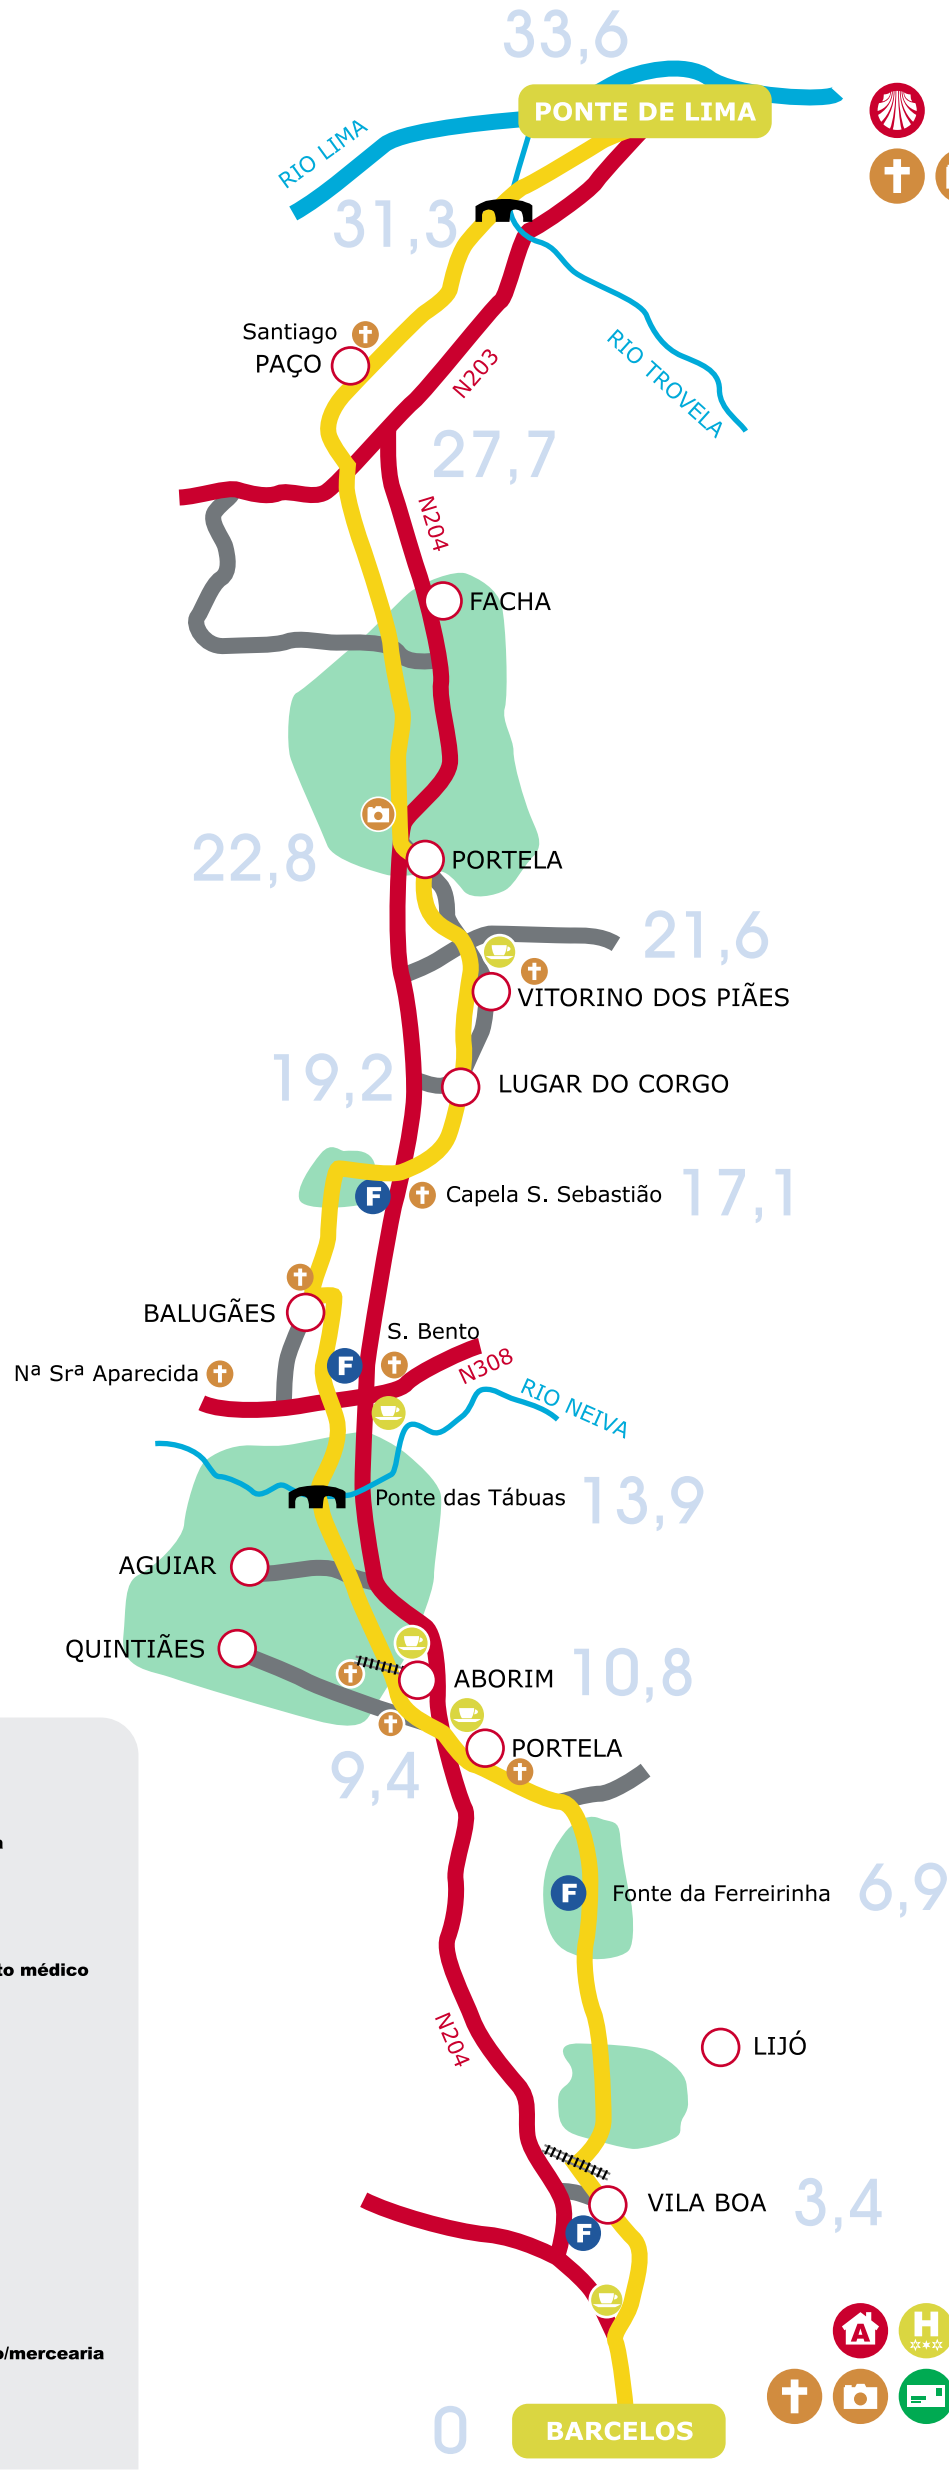 33,6
PONTE DE LIMA
RIO LIMA
31,3
Santiago
PAÇO
N203
RIO TROVELA
27,7
N204
FACHA
22,8
PORTELA
21,6
VITORINO DOS PIÃES
19,2
LUGAR DO CORGO
F
Capela S. Sebastião
17,1
BALUGÃES
S. Bento
F
Nª Srª Aparecida
N308
RIO NEIVA
Ponte das Tábuas
13,9
AGUIAR
QUINTIÃES
ABORIM
10,8
PORTELA
9,4
F
Fonte da Ferreirinha
6,9
to médico
N204
LIJÓ
VILA BOA
3,4
F
o/mercearia
A
H
0
BARCELOS